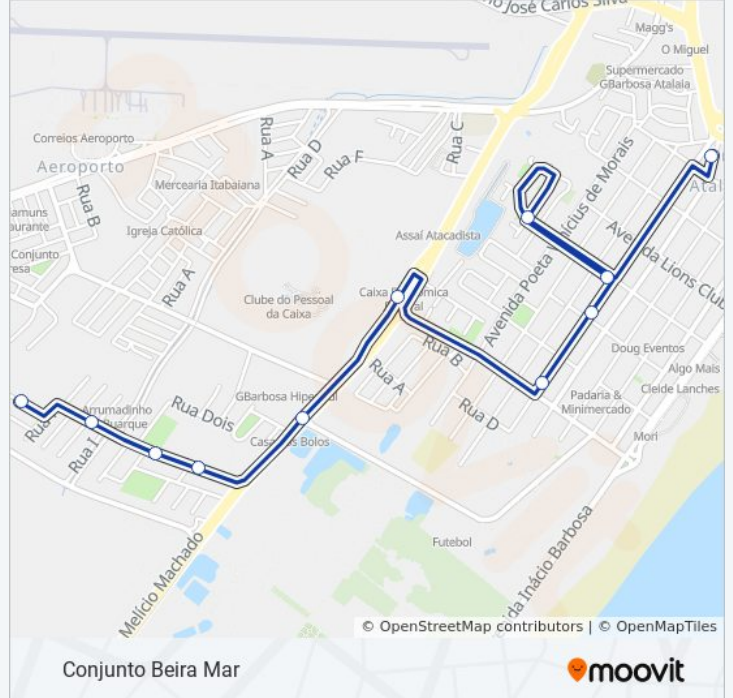 José Carlos Silva
Magg's
O Miguel
Supermercado
GBarbosa Atalaia
Correios Aeroporto
Aeroporto
Rua A
Rua D
Rua F
Rua C
Mercearia Itabaiana
Rua B
Igreja Católica
Conjunto
Rua A
Assaí Atacadista
Avenida Poeta Vinícius de Morais
Avenida Lions Club
Clube do Pessoal
da Caixa
Rua B
Doug Eventos
Algo Mais
Cleide Lanches
Rua A
Padaria &
Minimercado
Rua Dois
Rua D
Arrumadinho
Rua I
Mori
Futebol
Melício Machado
Inácio Barbosa
© OpenStreetMap contributors | © OpenMapTiles
Conjunto Beira Mar
moovit